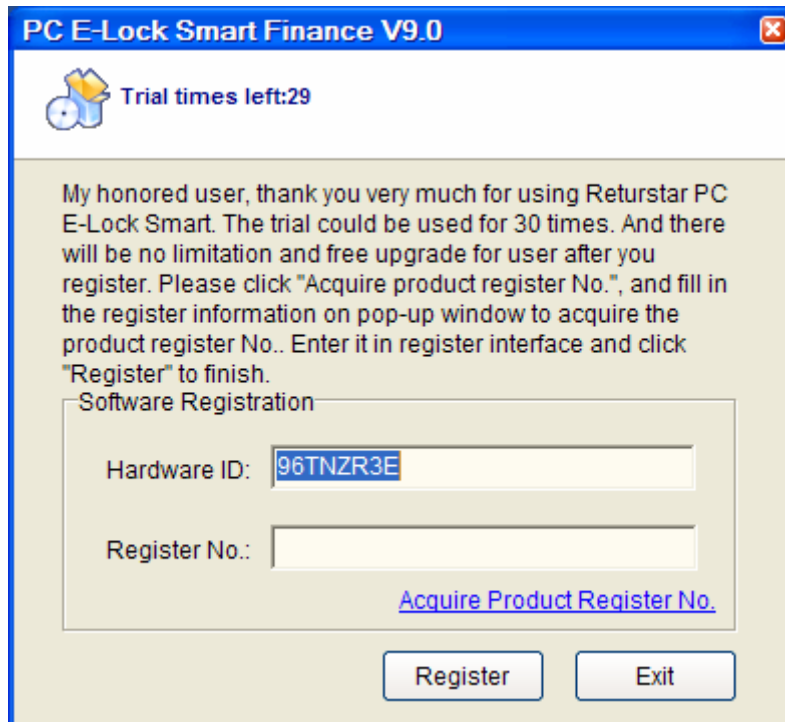 PC E-Lock Smart Finance V9.0
Trial times left:29
My honored user, thank you very much for using Returstar PC
E-Lock Smart. The trial could be used for 30 times. And there
will be no limitation and free upgrade for user after you
register. Please click "Acquire product register No.", and fill in
the register information on pop-up window to acquire the
product register No.. Enter it in register interface and click
"Register" to finish.
Software Registration
Hardware ID: 96TNZR3E
Register No.:
Acquire Product Register No.
Register Exit